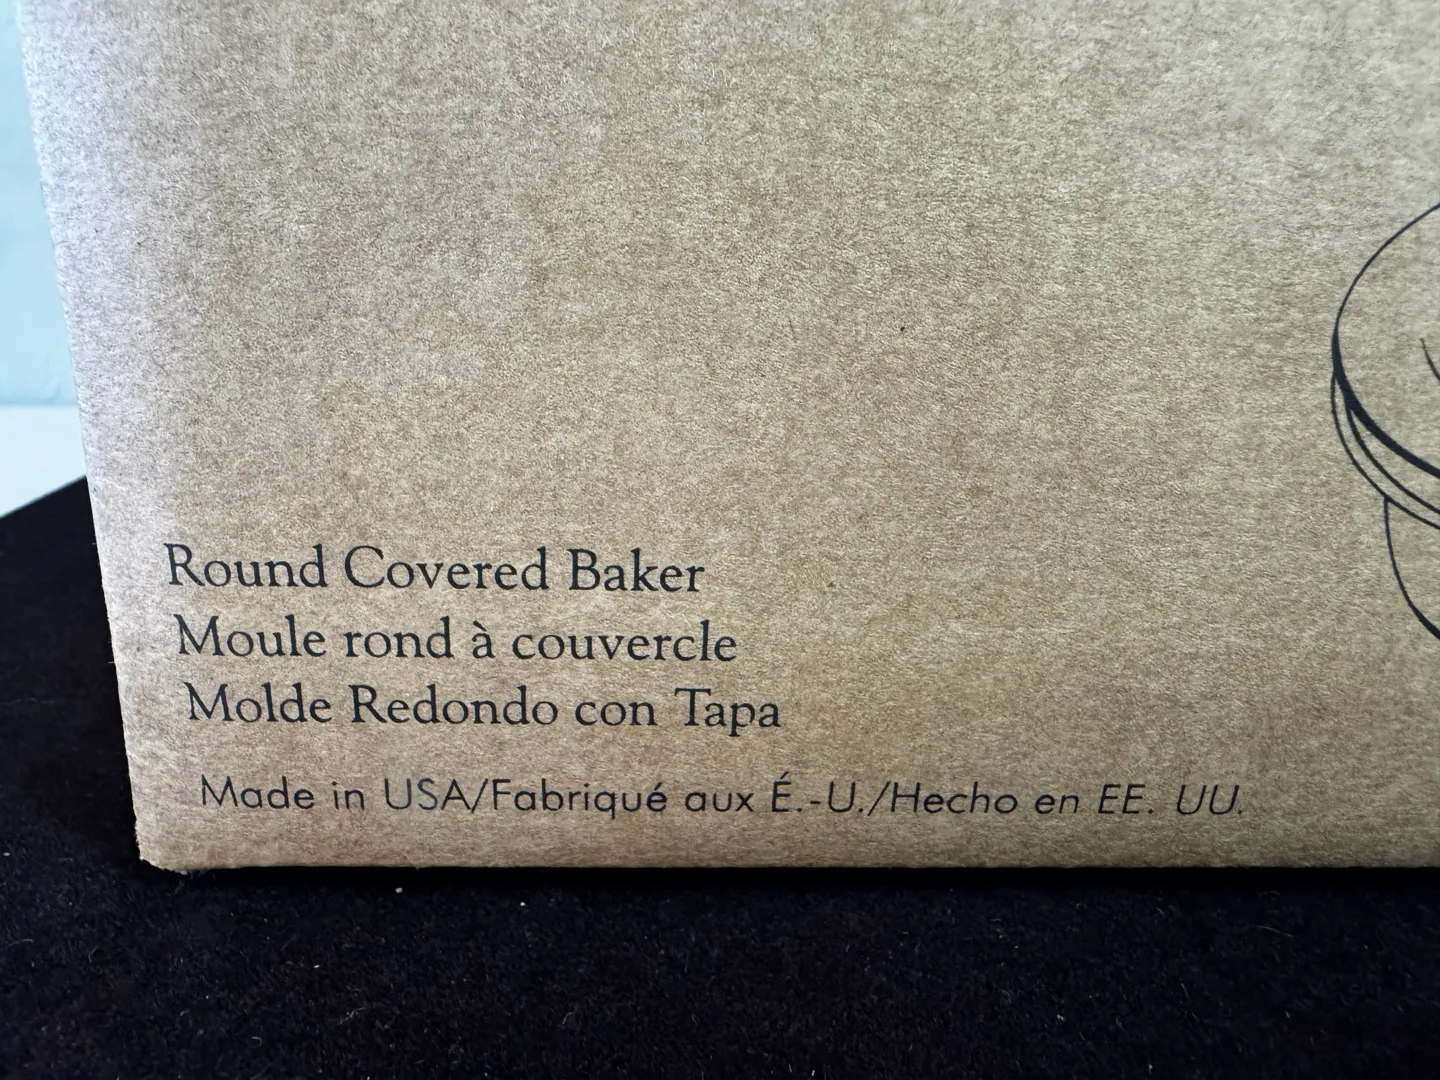 Round Covered Baker
Moule rond à couvercle
Molde Redondo con Tapa
Made in USA/Fabriqué aux É.-U./Hecho en EE. UU.